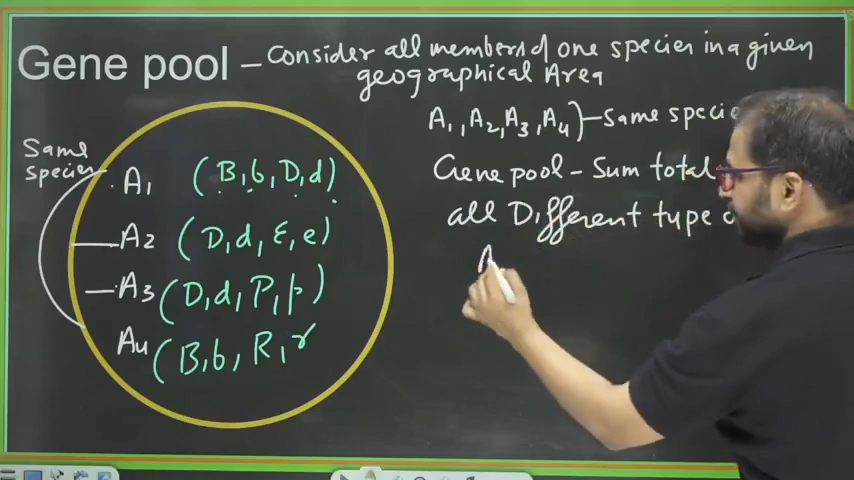 Gene pool – Consider all members of one species in a given
geographical Area
A1, A2, A3, A4) – Same specie
Same
species
A1 (B, b, D, d)
Gene pool – Sum total
A2 (D, d, E, e)
all Different type
A3 (D, d, P, p)
A4 (B, b, R, r